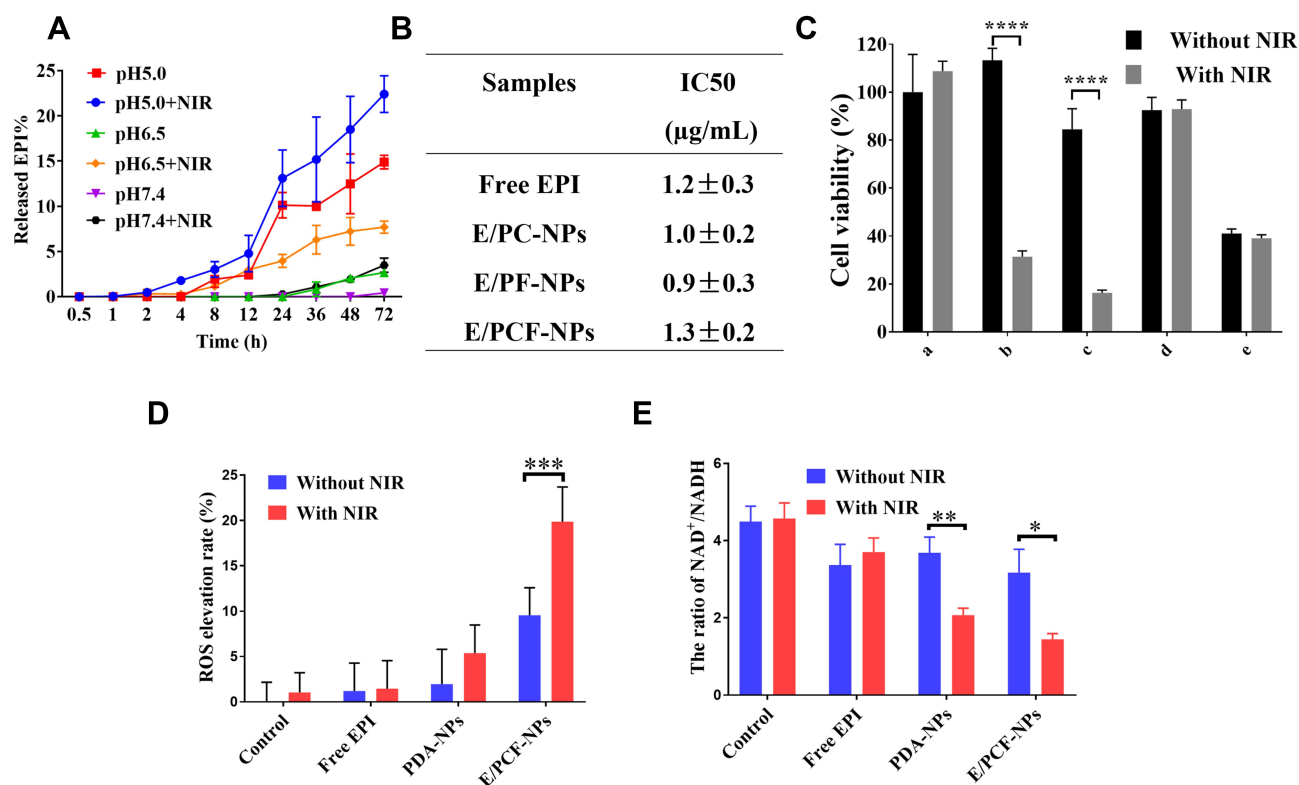 A
Released EPI%
25
20
15
10
5
0
pH5.0
pH5.0+NIR
pH6.5
pH6.5+NIR
pH7.4
pH7.4+NIR
0.5 1 2 4 8 12 24 36 48 72
Time (h)
B
Samples IC50
(μg/mL)
Free EPI 1.2±0.3
E/PC-NPs 1.0±0.2
E/PF-NPs 0.9±0.3
E/PCF-NPs 1.3±0.2
C
Cell viability (%)
120
100
80
60
40
20
0
**** ****
Without NIR
With NIR
a b c d e
D
ROS elevation rate (%)
25
20
15
10
5
0
Without NIR
With NIR
***
Control Free EPI PDA-NPs E/PCF-NPs
E
The ratio of NAD⁺/NADH
6
4
2
0
Without NIR
With NIR
** *
Control Free EPI PDA-NPs E/PCF-NPs